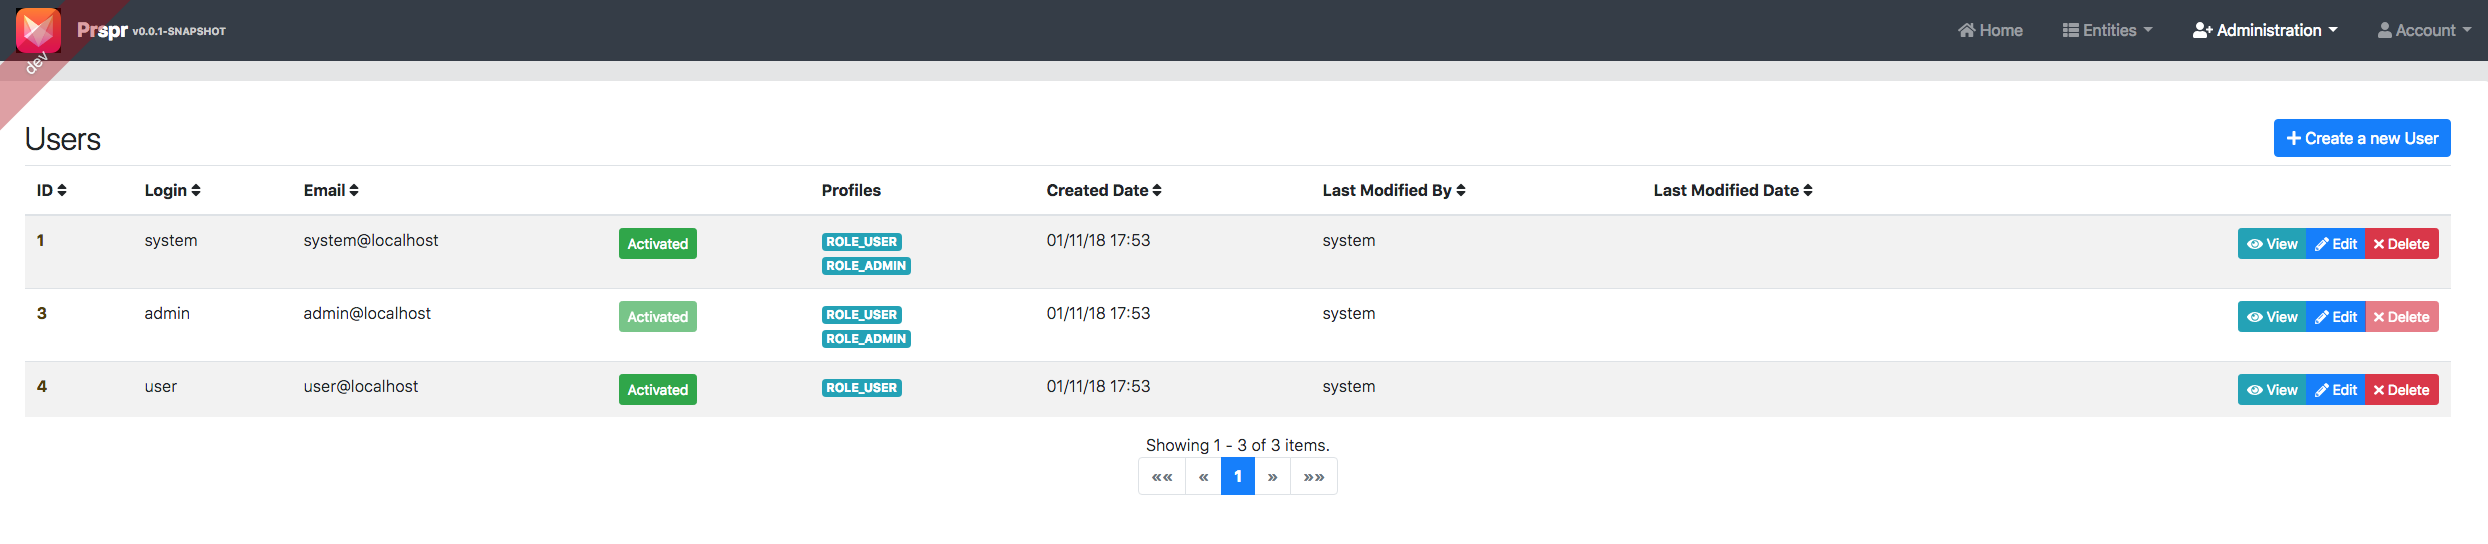 Prspr v0.0.1-SNAPSHOT Home Entities Administration Account
dev
Users + Create a new User
ID Login Email Profiles Created Date Last Modified By Last Modified Date
1 system system@localhost Activated ROLE_USER 01/11/18 17:53 system View Edit Delete
ROLE_ADMIN
3 admin admin@localhost Activated ROLE_USER 01/11/18 17:53 system View Edit Delete
ROLE_ADMIN
4 user user@localhost Activated ROLE_USER 01/11/18 17:53 system View Edit Delete
Showing 1 - 3 of 3 items.
«« « 1 » »»